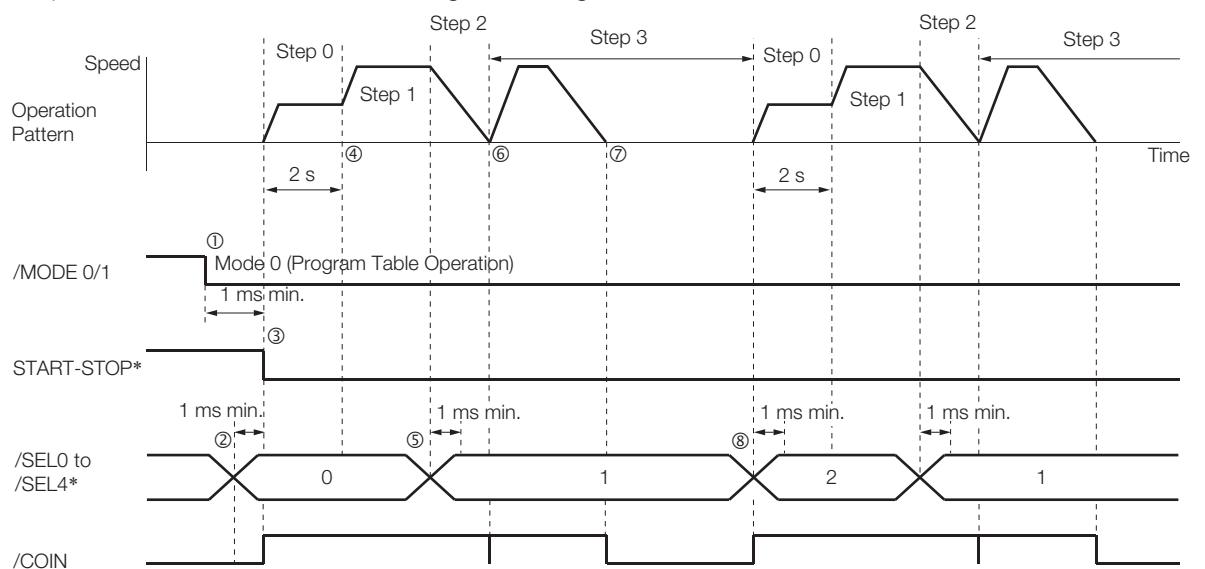 Step 2
Step 2
Step 0
Step 3
Step 0
Step 3
Speed
Step 1
Step 1
Operation
Pattern
④
⑥
⑦
Time
2 s
2 s
①
/MODE 0/1
Mode 0 (Program Table Operation)
1 ms min.
③
START-STOP*
1 ms min.
1 ms min.
1 ms min.
1 ms min.
②
⑤
⑧
/SEL0 to
/SEL4*
0
1
2
1
/COIN